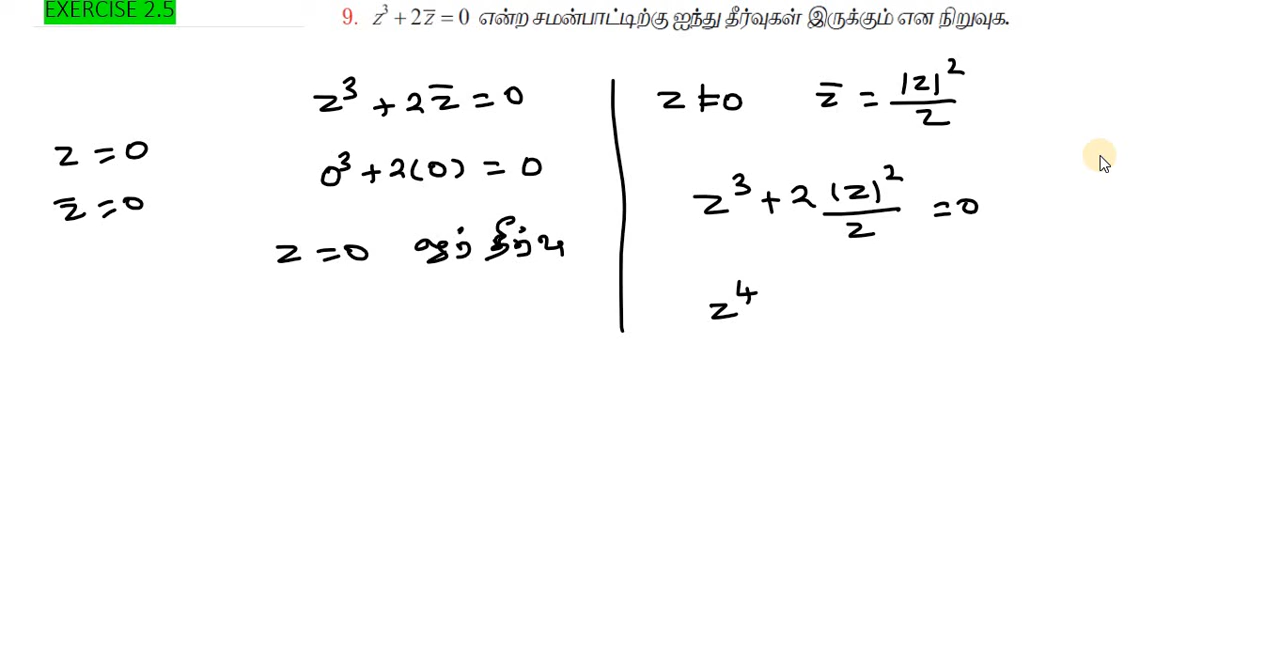 EXERCISE 2.5
9. z³ + 2z̅ = 0 என்ற சமன்பாட்டிற்கு ஐந்து தீர்வுகள் இருக்கும் என நிறுவுக.
z = 0
z̅ = 0
z³ + 2z̅ = 0
0³ + 2(0) = 0
z = 0 ஓர் தீர்வு
z ≠ 0 z̅ = |z|²/z
z³ + 2 |z|²/z = 0
z⁴